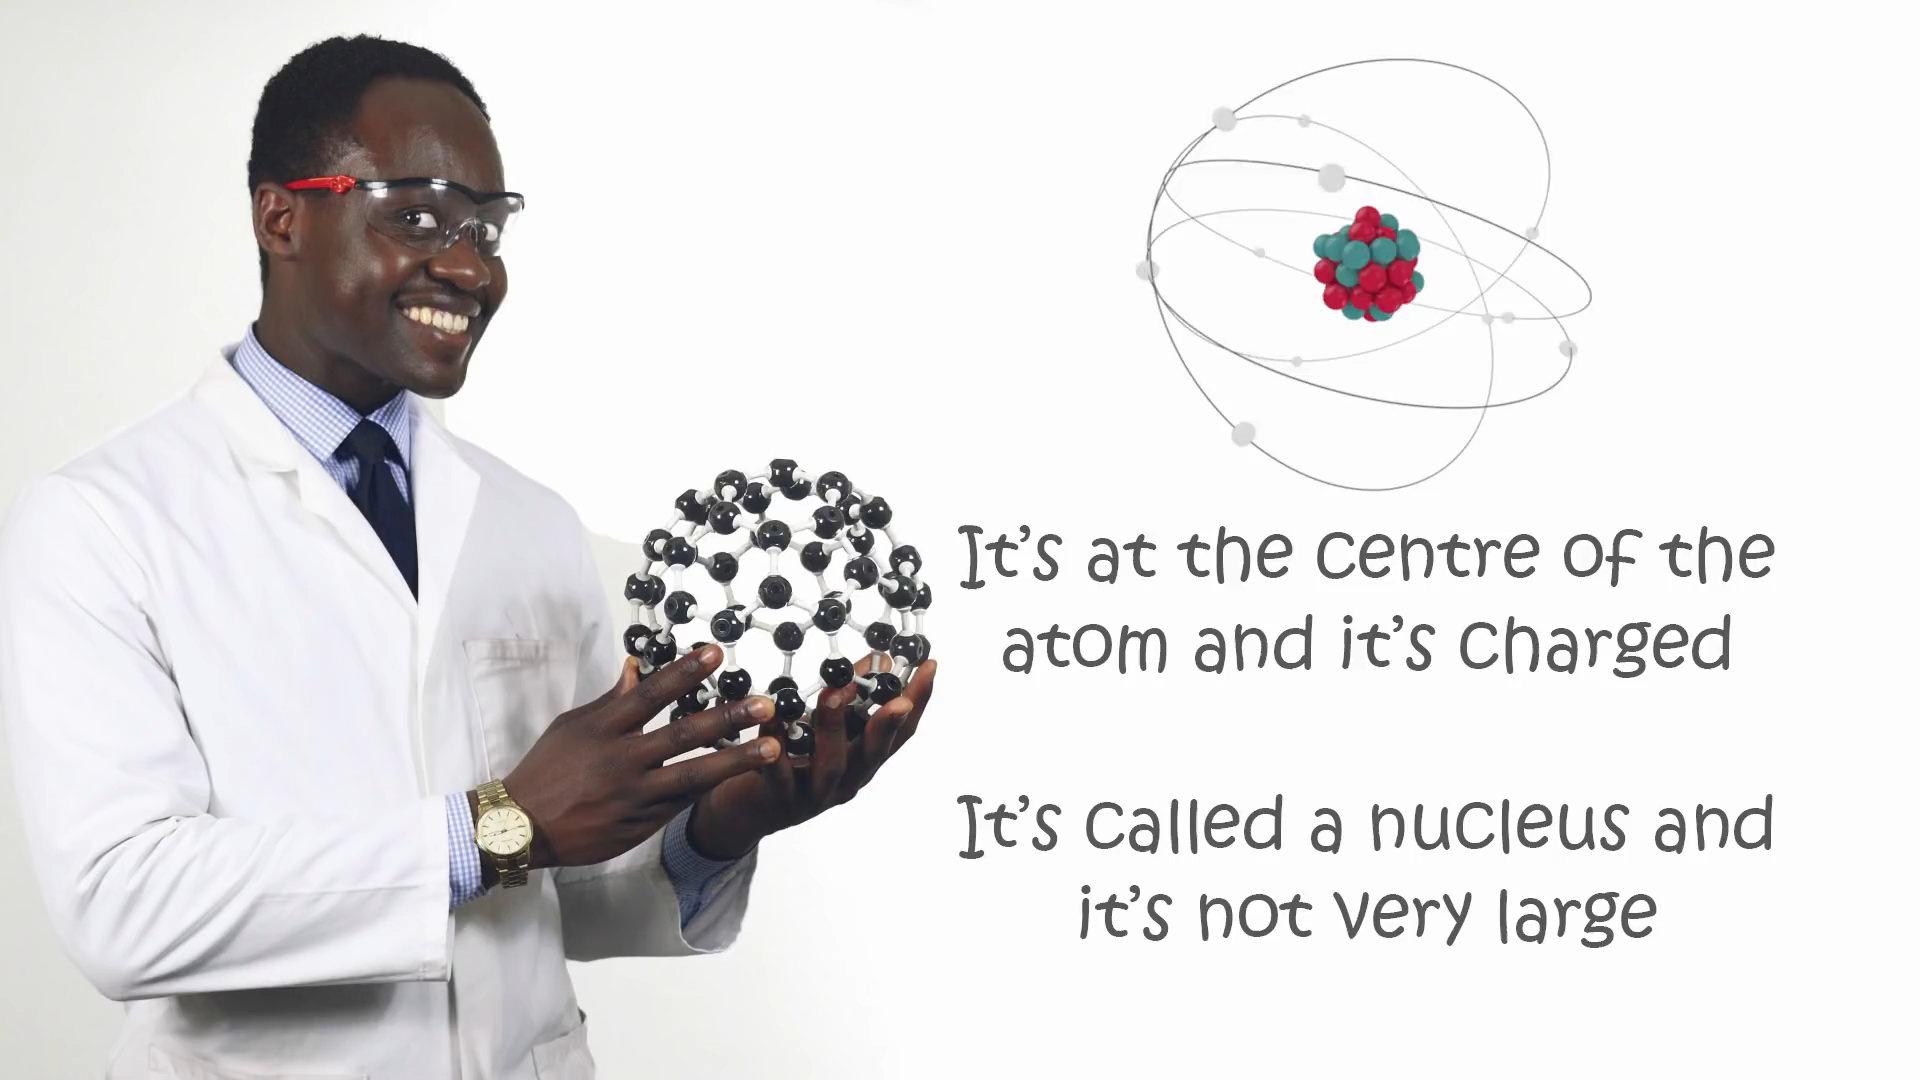 It's at the centre of the
atom and it's charged
It's called a nucleus and
it's not very large